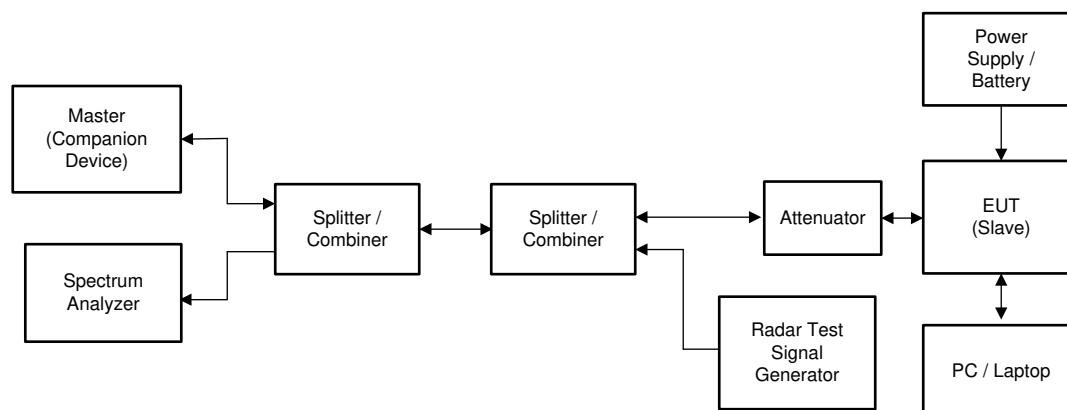 Power
Supply /
Battery
Master
(Companion
Device)
Splitter /
Combiner
Splitter /
Combiner
Attenuator
EUT
(Slave)
Spectrum
Analyzer
Radar Test
Signal
Generator
PC / Laptop